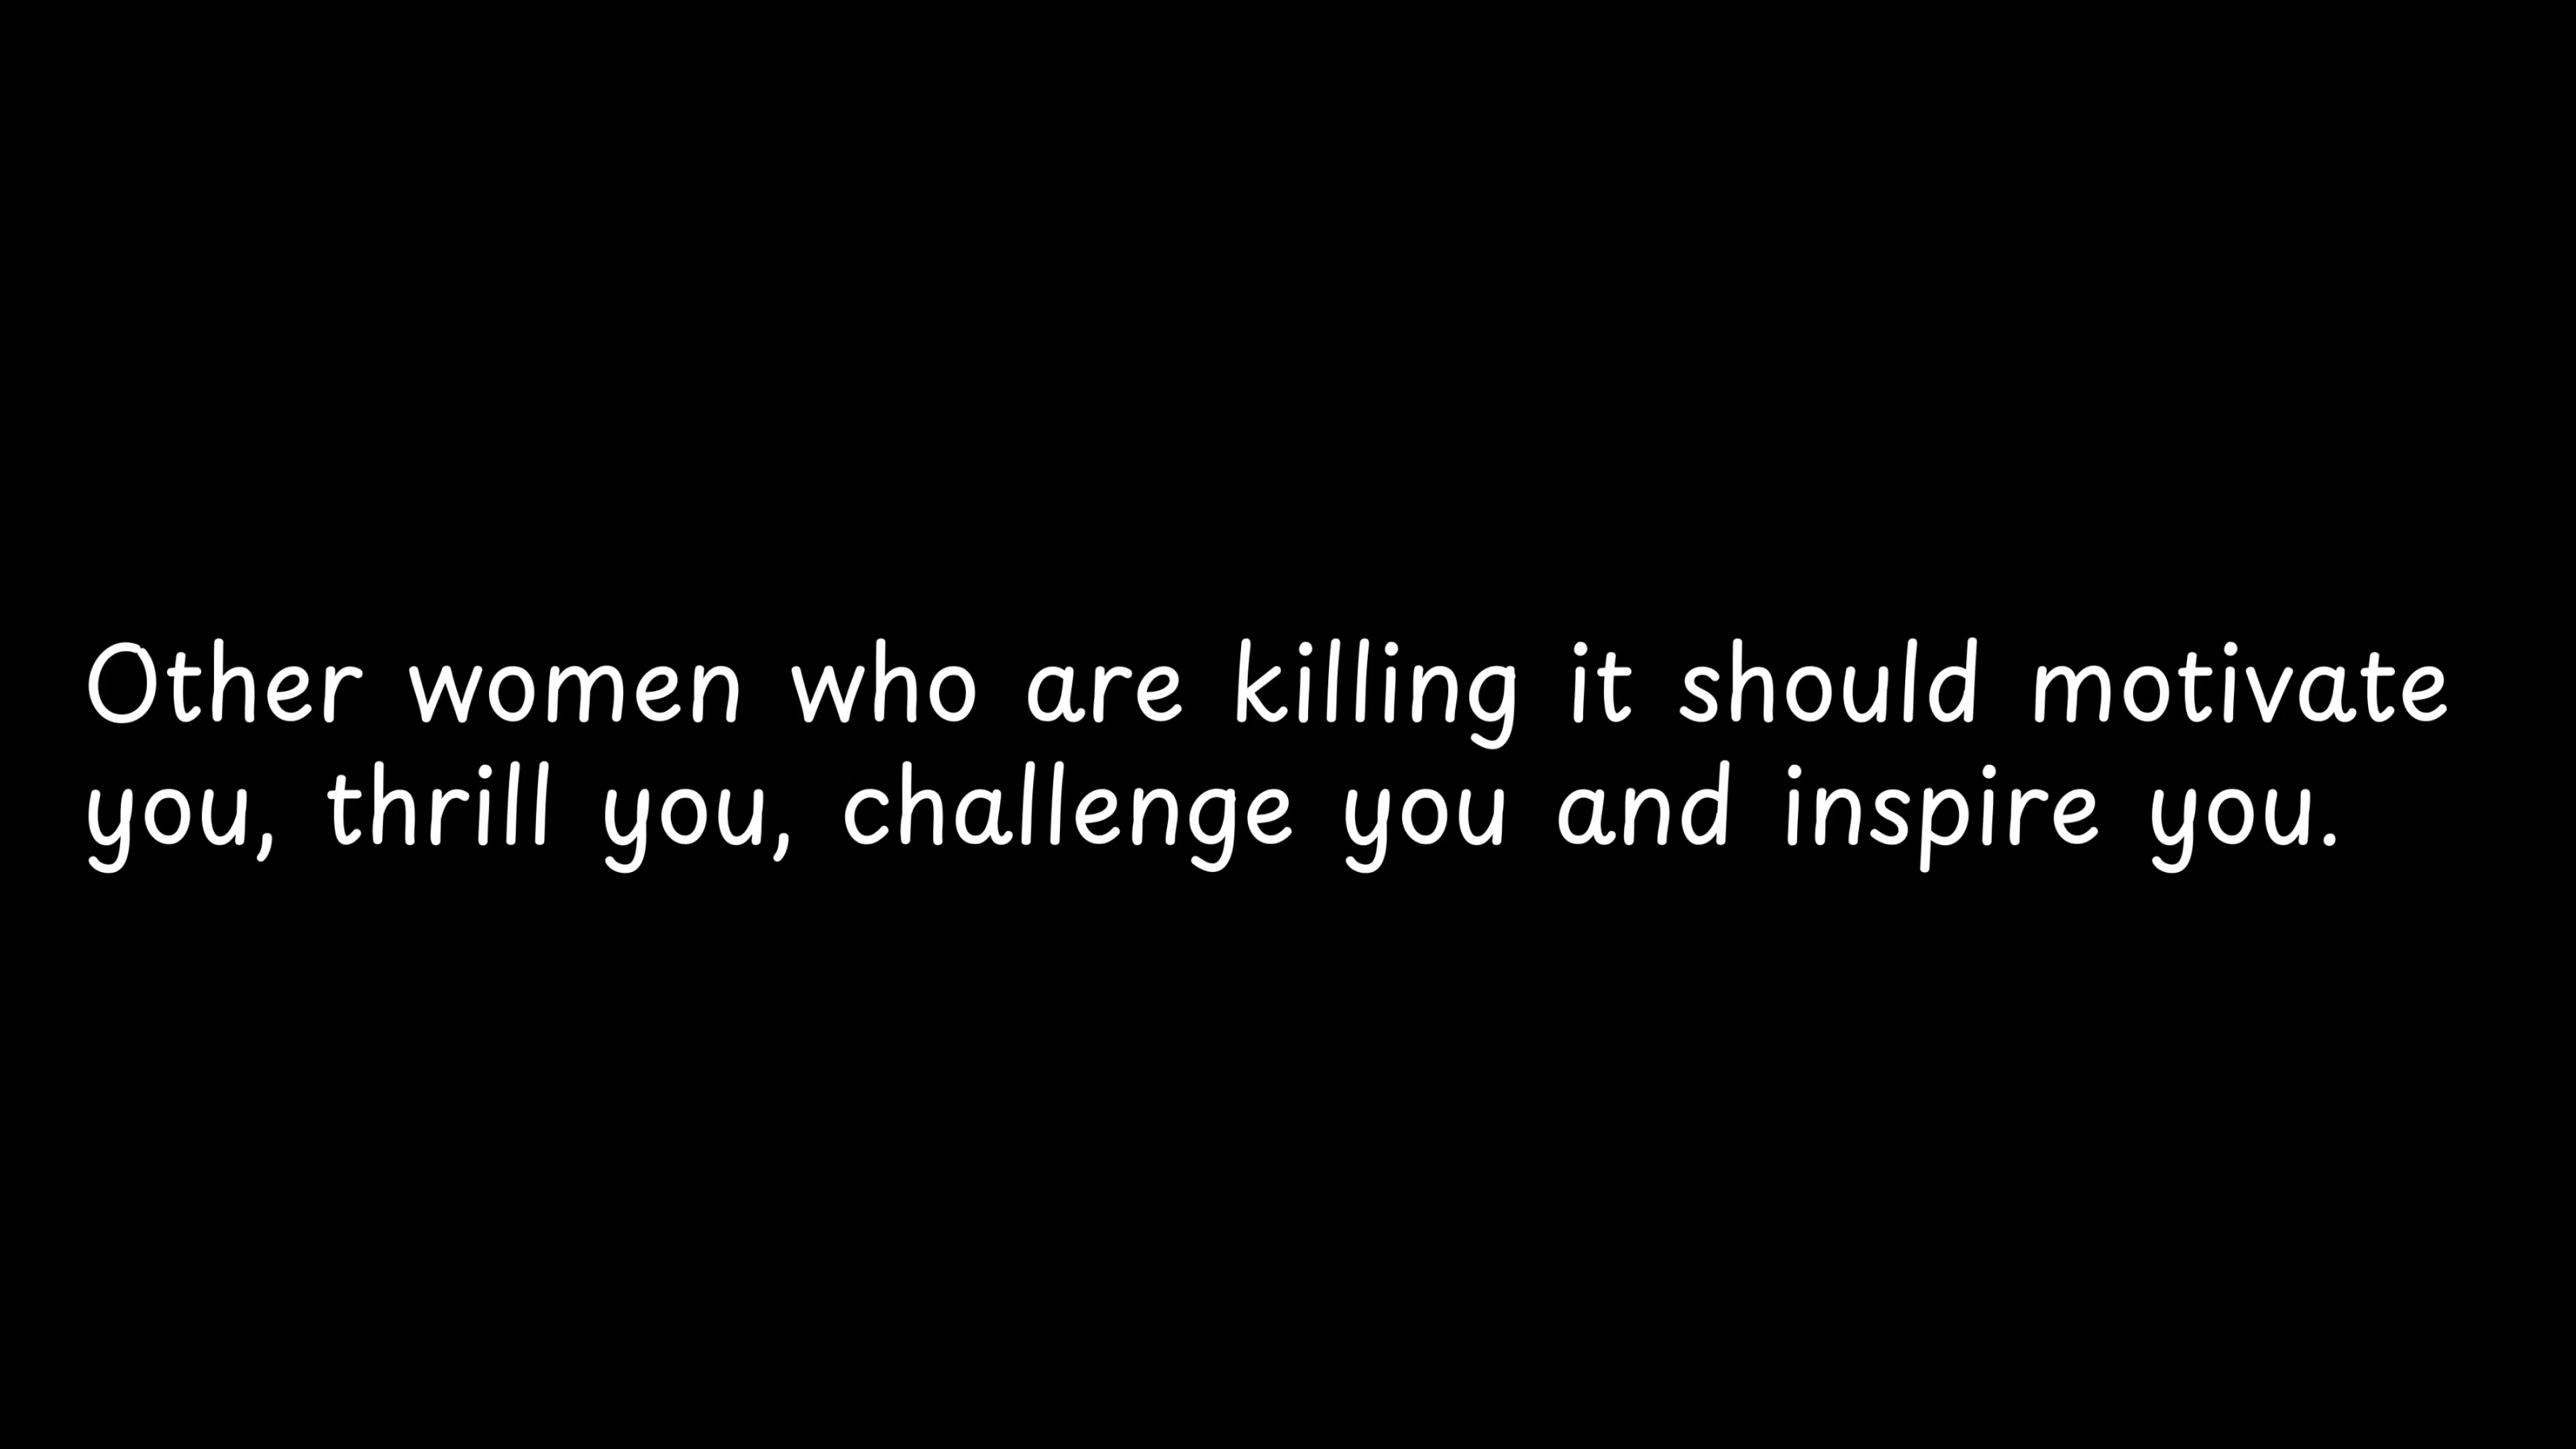 Other women who are killing it should motivate
you, thrill you, challenge you and inspire you.